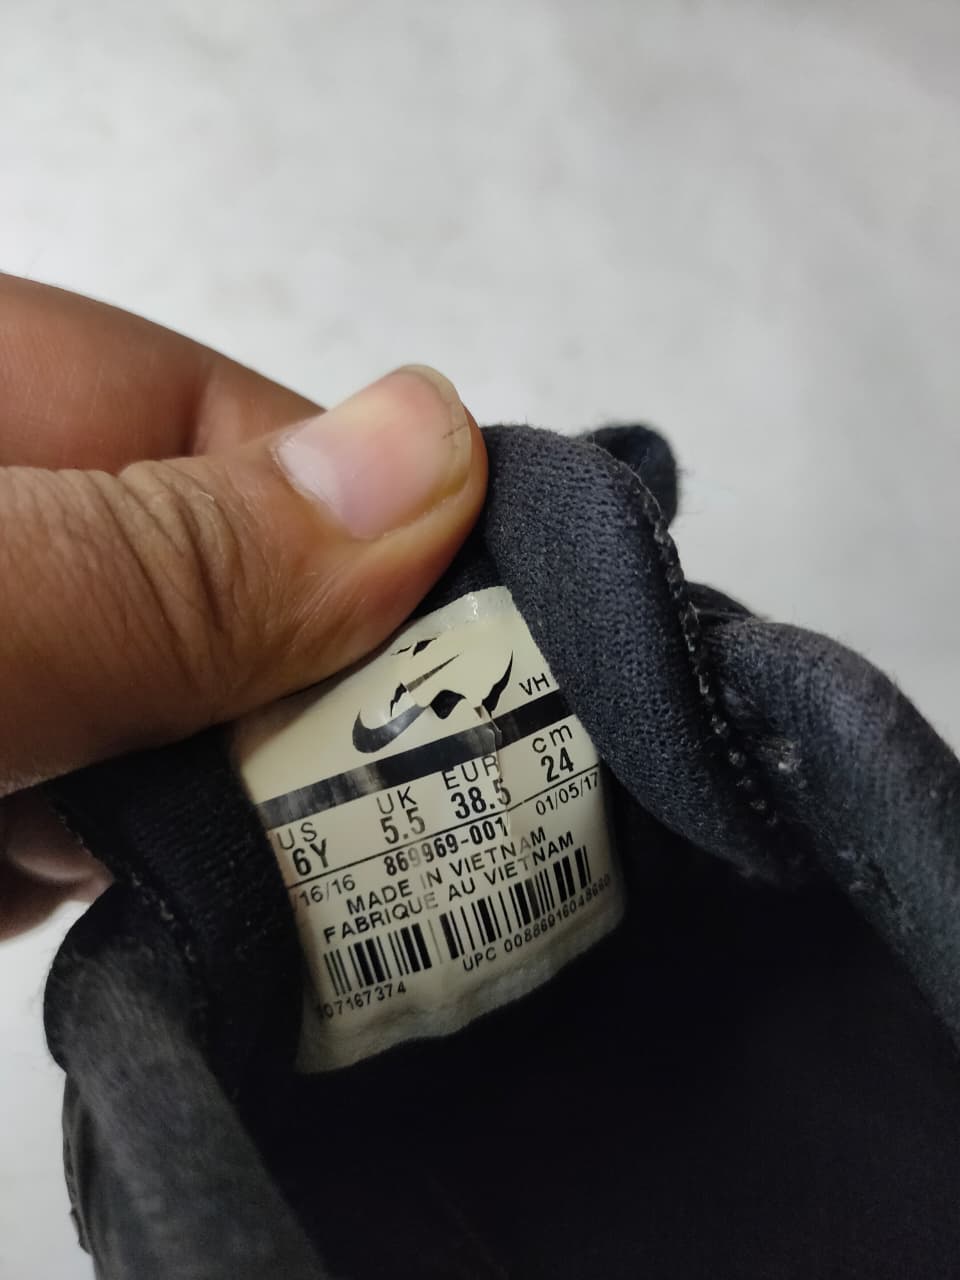 VH
US UK EUR cm
6Y 5.5 38.5 24
/16/16 869969-001 01/05/17
MADE IN VIETNAM
FABRIQUE AU VIETNAM
07167374 UPC 00886916048680